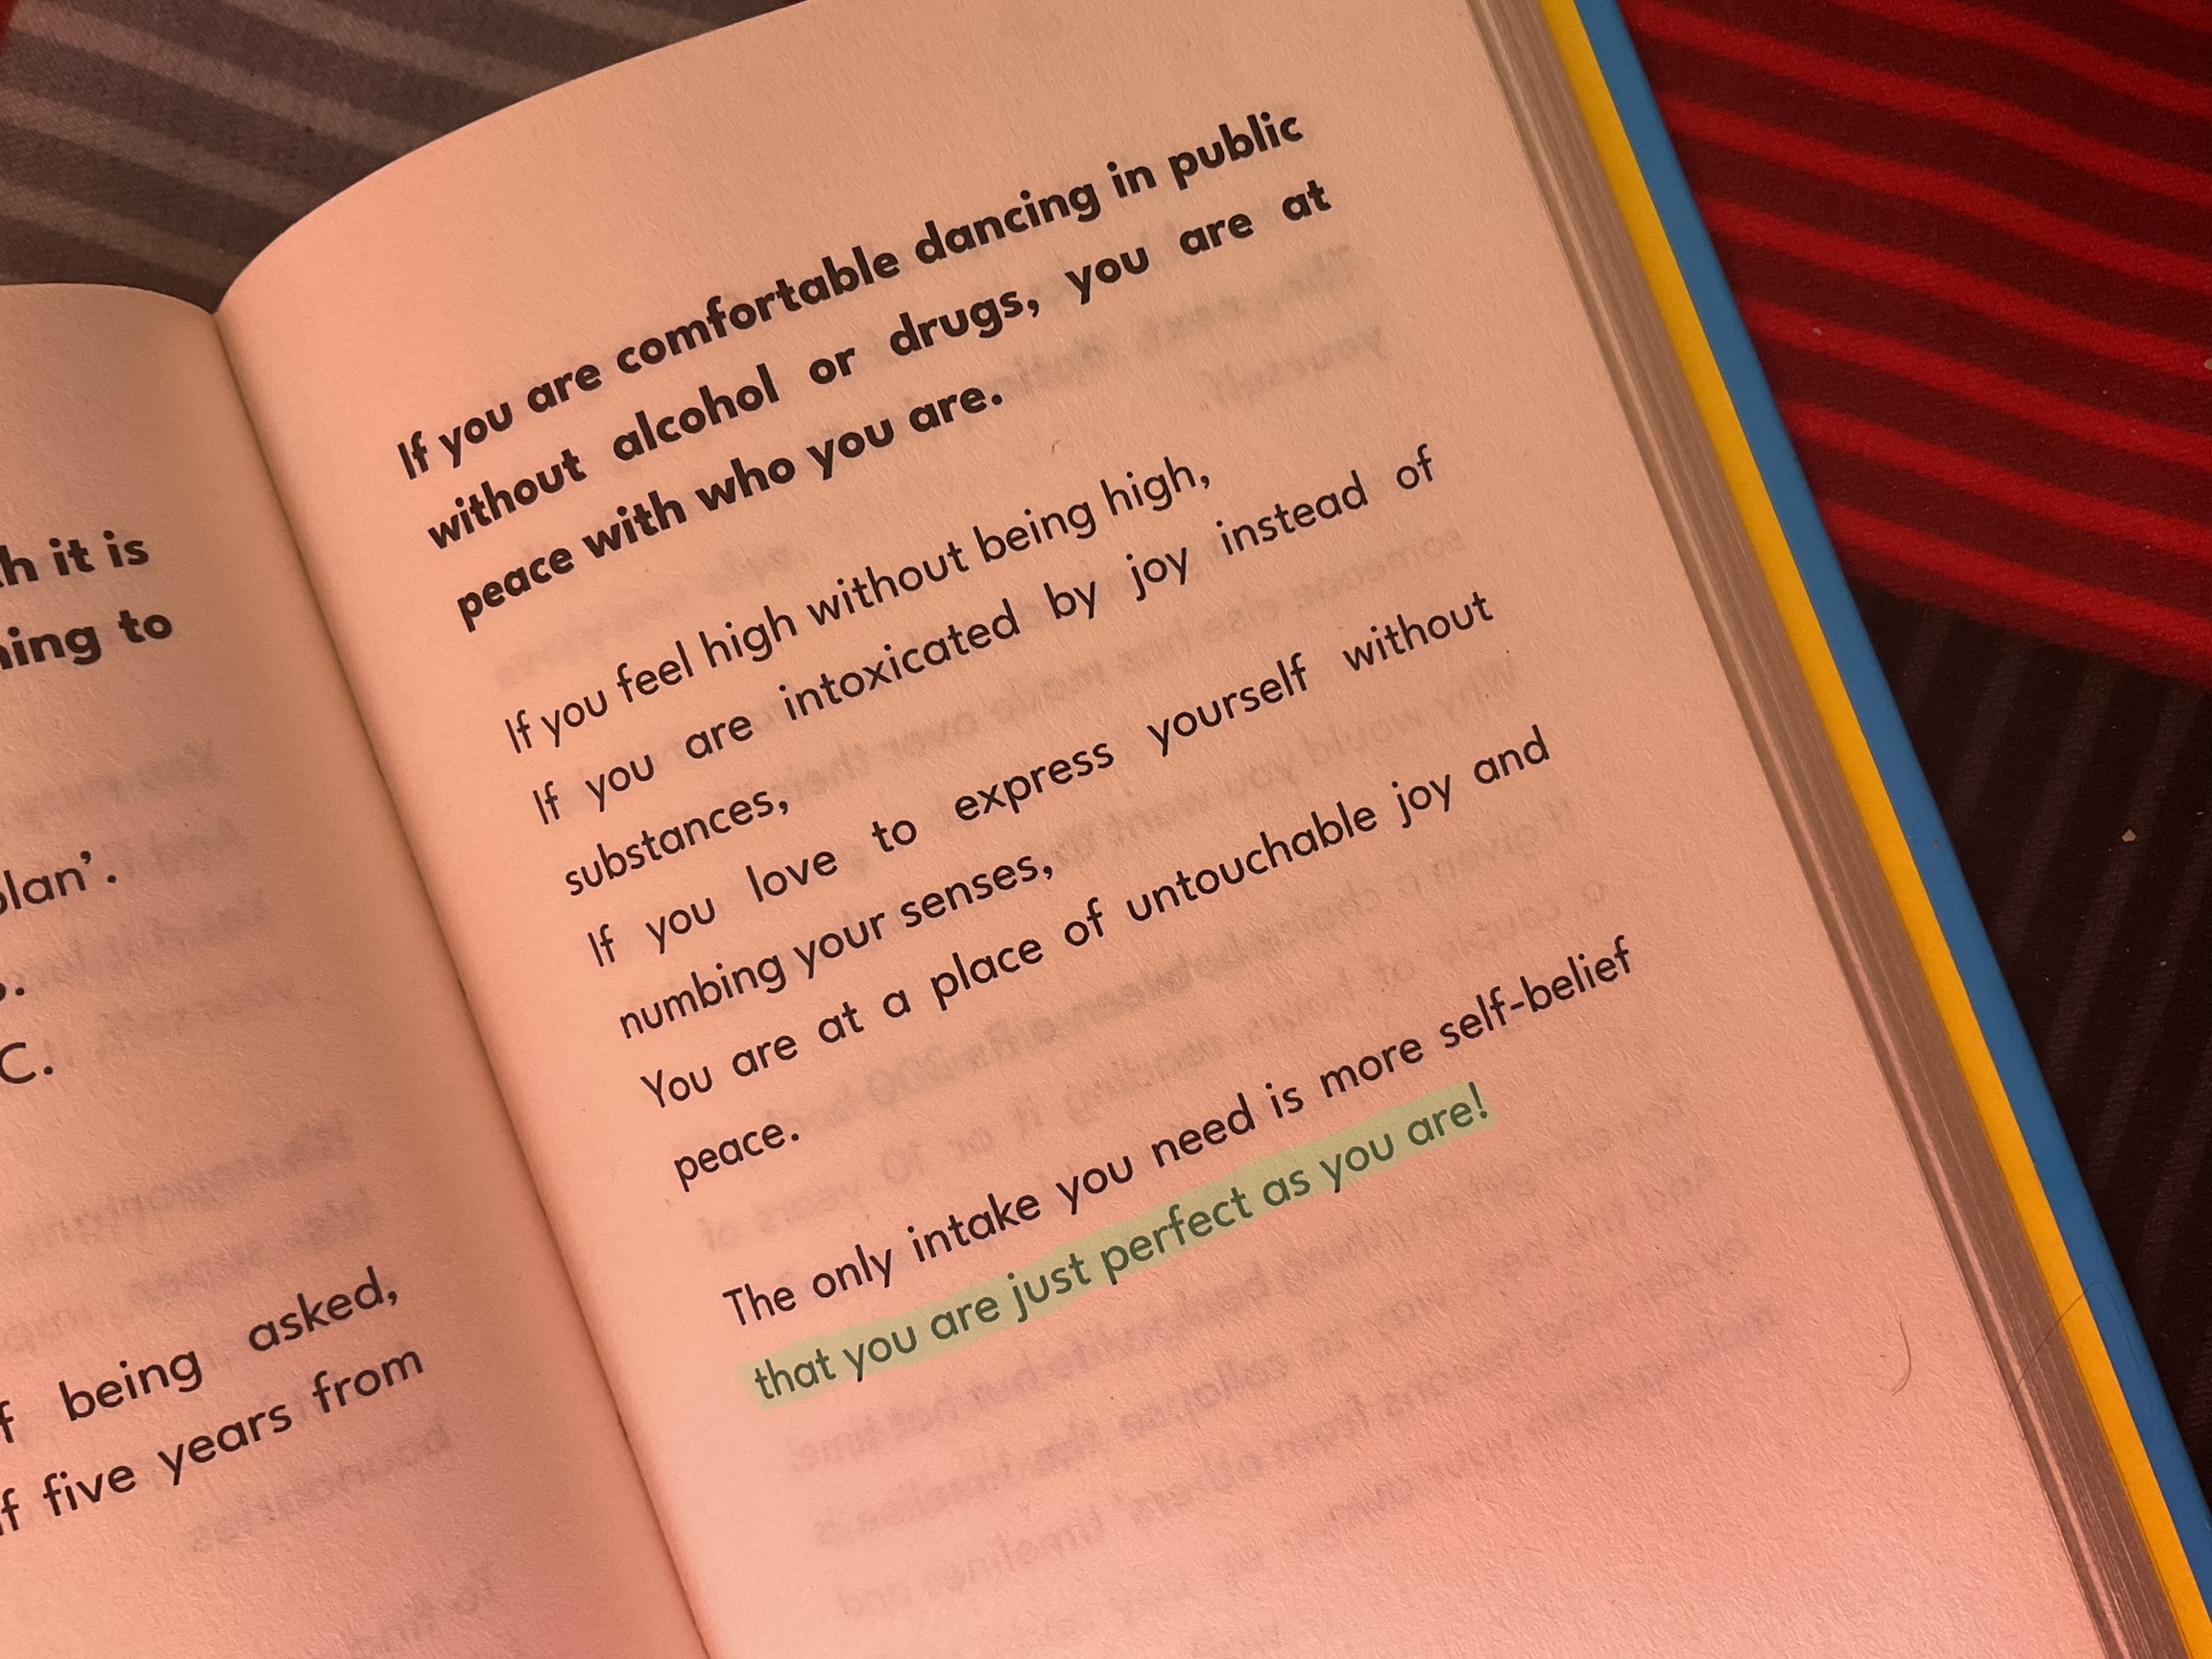 it is
to
plan'.
C.
being asked,
five years from
If you are comfortable dancing in public
without alcohol or drugs, you are at
peace with who you are.
If you feel high without being high,
If you are intoxicated by joy instead of
substances,
If you love to express yourself without
numbing your senses,
You are at a place of untouchable joy and
peace.
The only intake you need is more self-belief
that you are just perfect as you are!